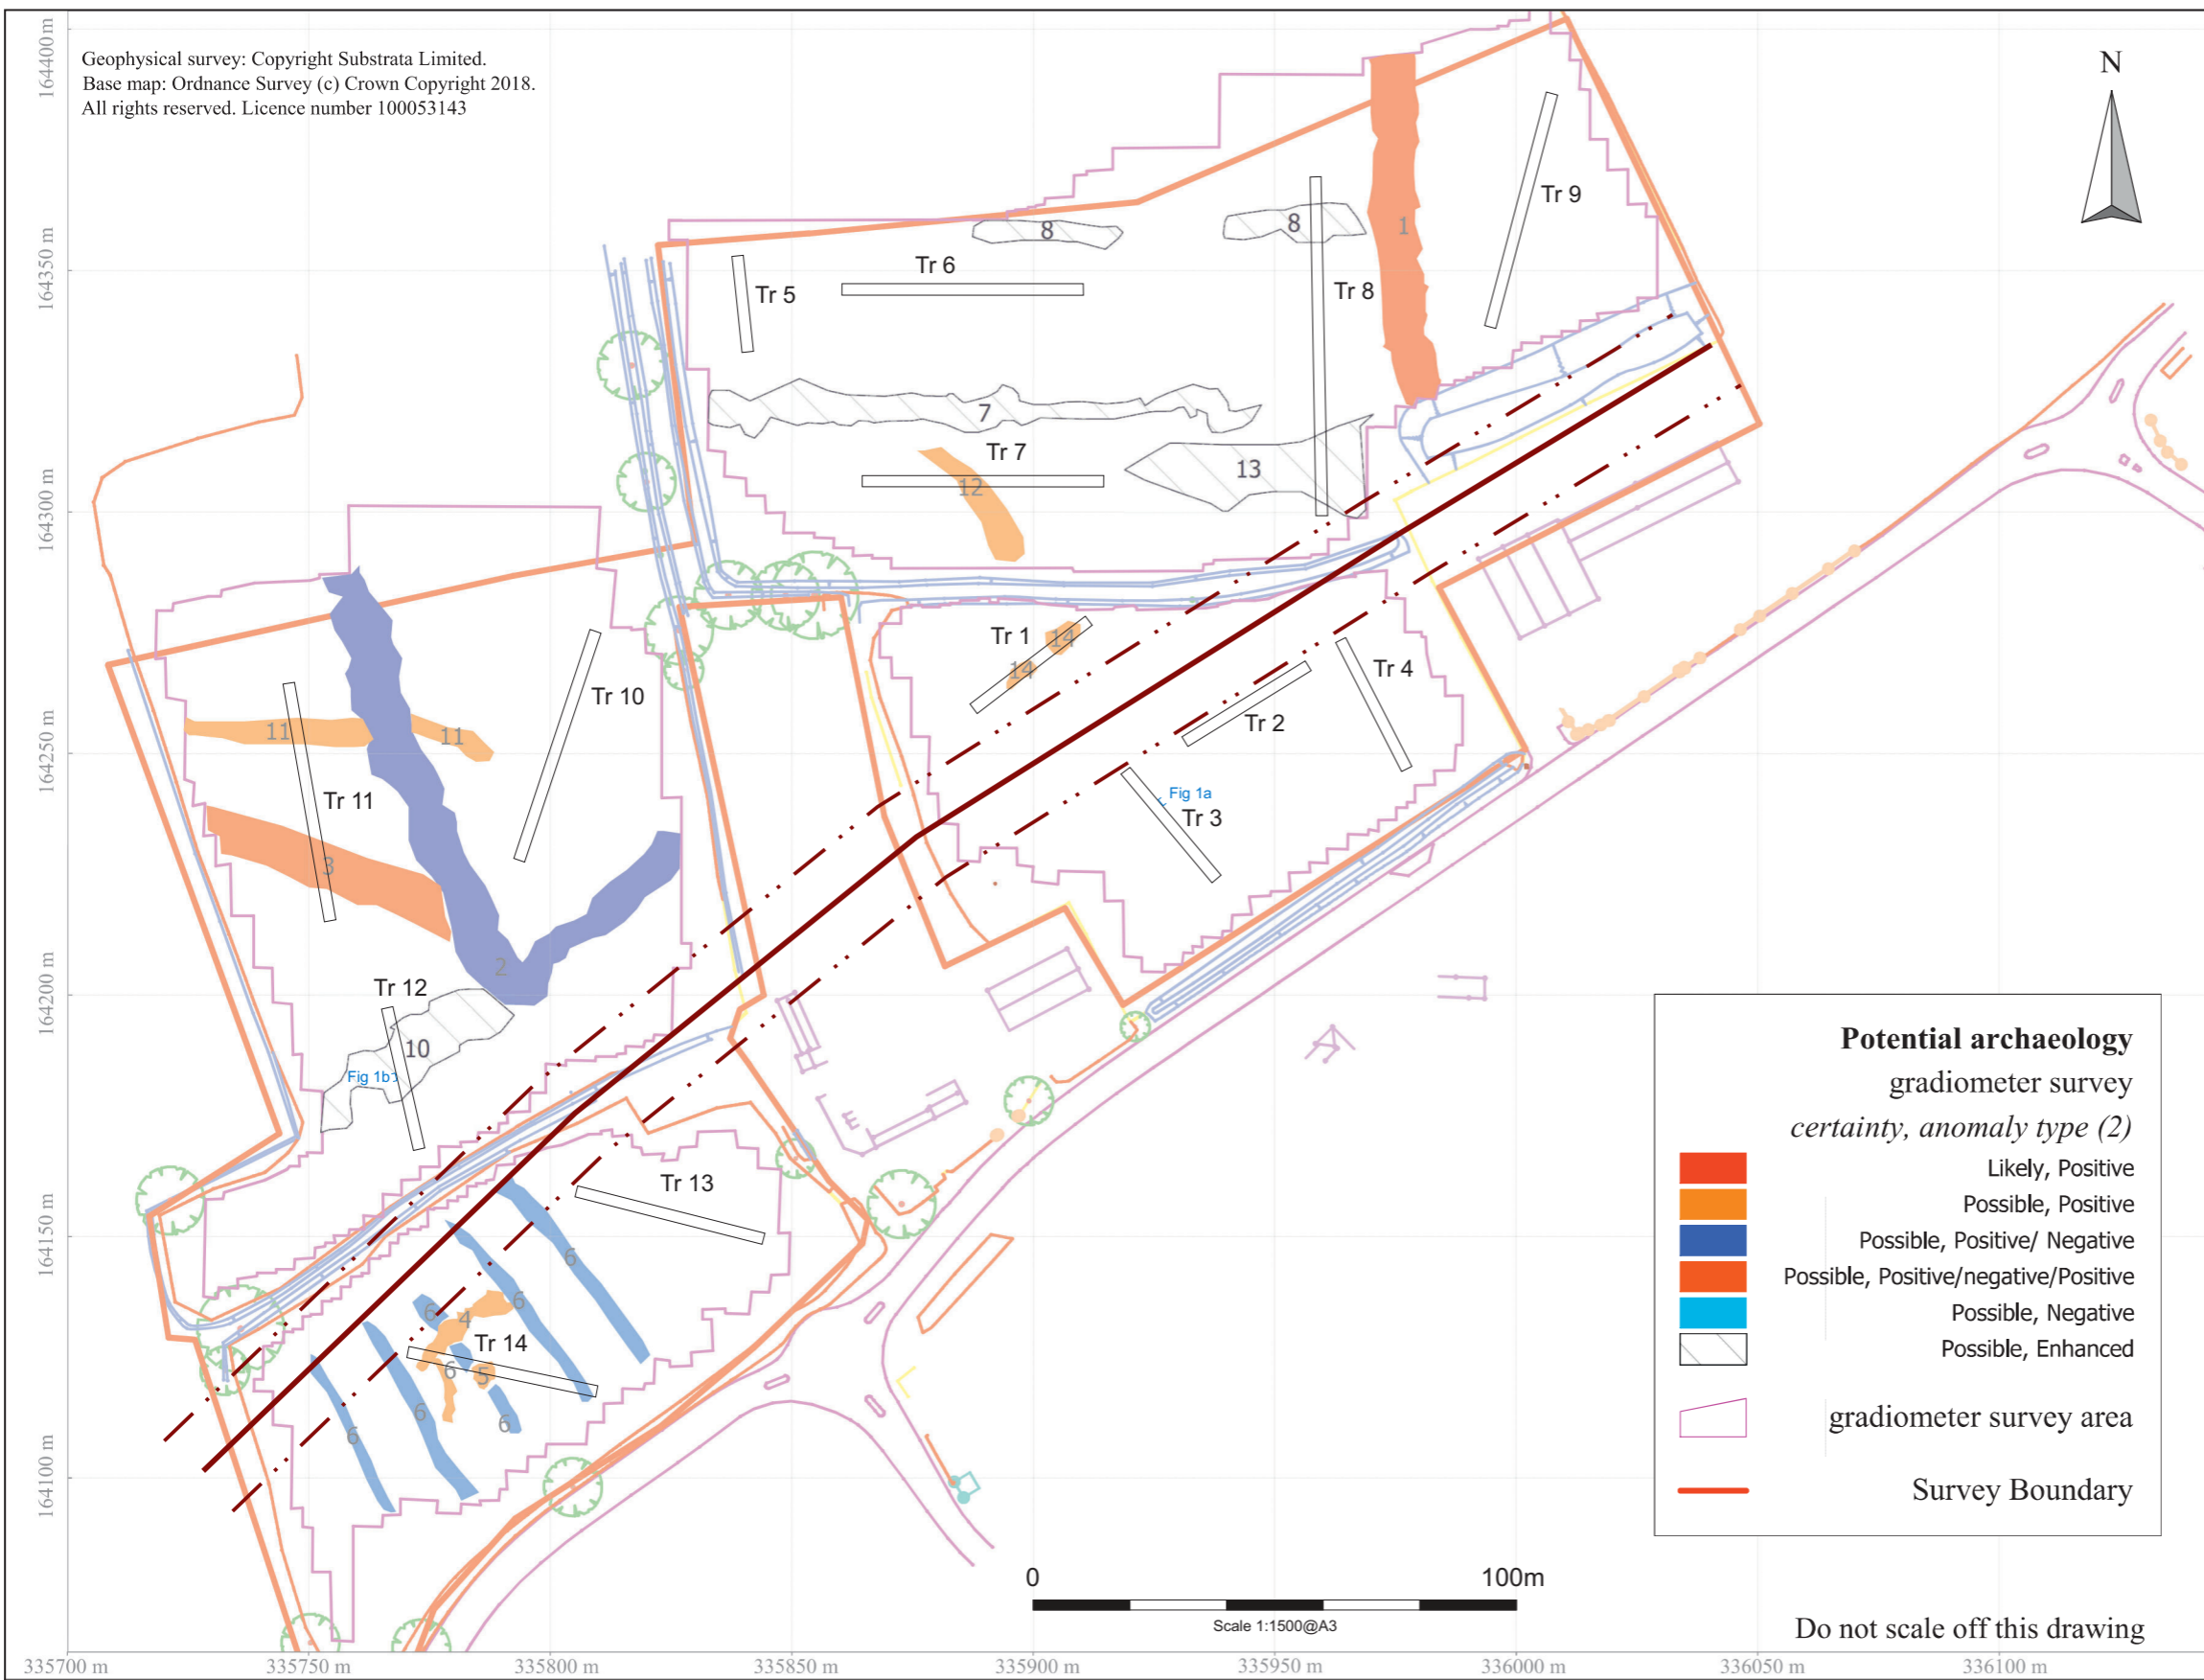 Geophysical survey: Copyright Substrata Limited.
Base map: Ordnance Survey (c) Crown Copyright 2018.
All rights reserved. Licence number 100053143
N
164400 m
164350 m
164300 m
164250 m
164200 m
164150 m
164100 m
1
Tr 9
8
8
Tr 6
Tr 5
Tr 8
7
Tr 7
12
13
Tr 1
14
14
Tr 4
Tr 2
Fig 1a
Tr 3
Tr 10
11
11
Tr 11
3
2
Tr 12
10
Fig 1b
Tr 13
6
6
6
4
Tr 14
6
5
6
6
6
Potential archaeology
gradiometer survey
certainty, anomaly type (2)
Likely, Positive
Possible, Positive
Possible, Positive/ Negative
Possible, Positive/negative/Positive
Possible, Negative
Possible, Enhanced
gradiometer survey area
Survey Boundary
0 100m
Scale 1:1500@A3
Do not scale off this drawing
335700 m 335750 m 335800 m 335850 m 335900 m 335950 m 336000 m 336050 m 336100 m